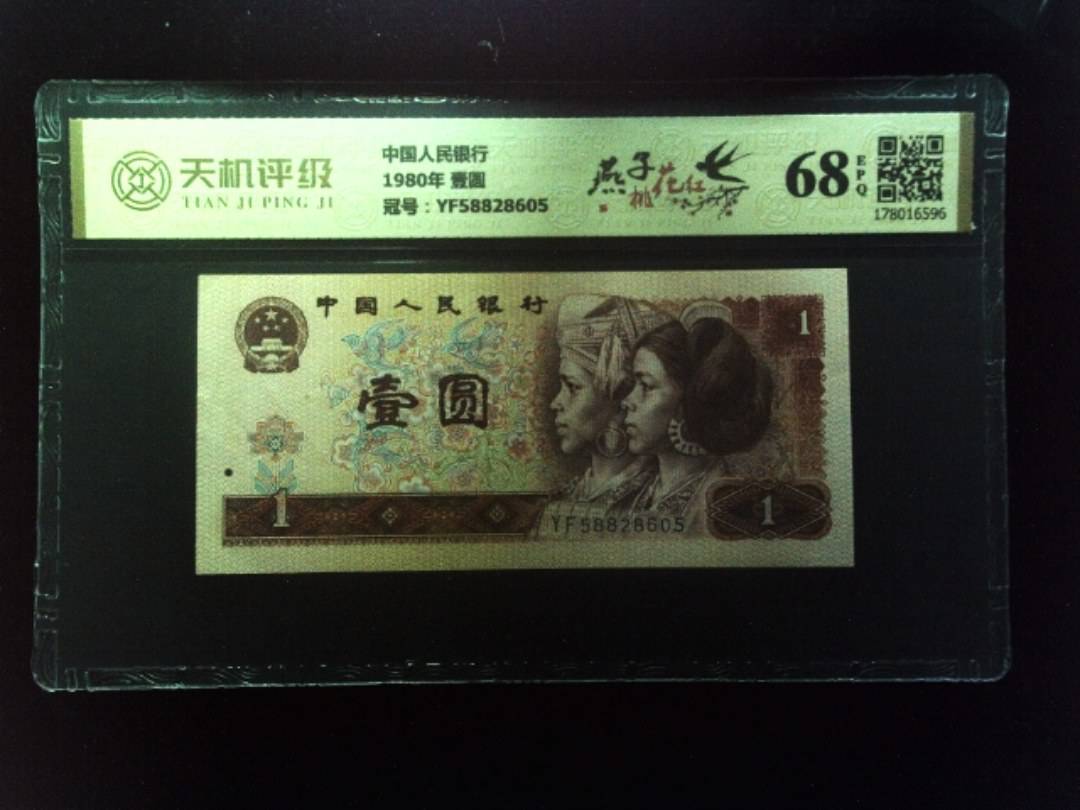 天机评级
TIAN JI PING JI
中国人民银行
1980年 壹圆
冠号：YF58828605
燕子
桃花红
68
EPQ
178016596
中国人民银行
1
壹圆
1
YF58828605
1